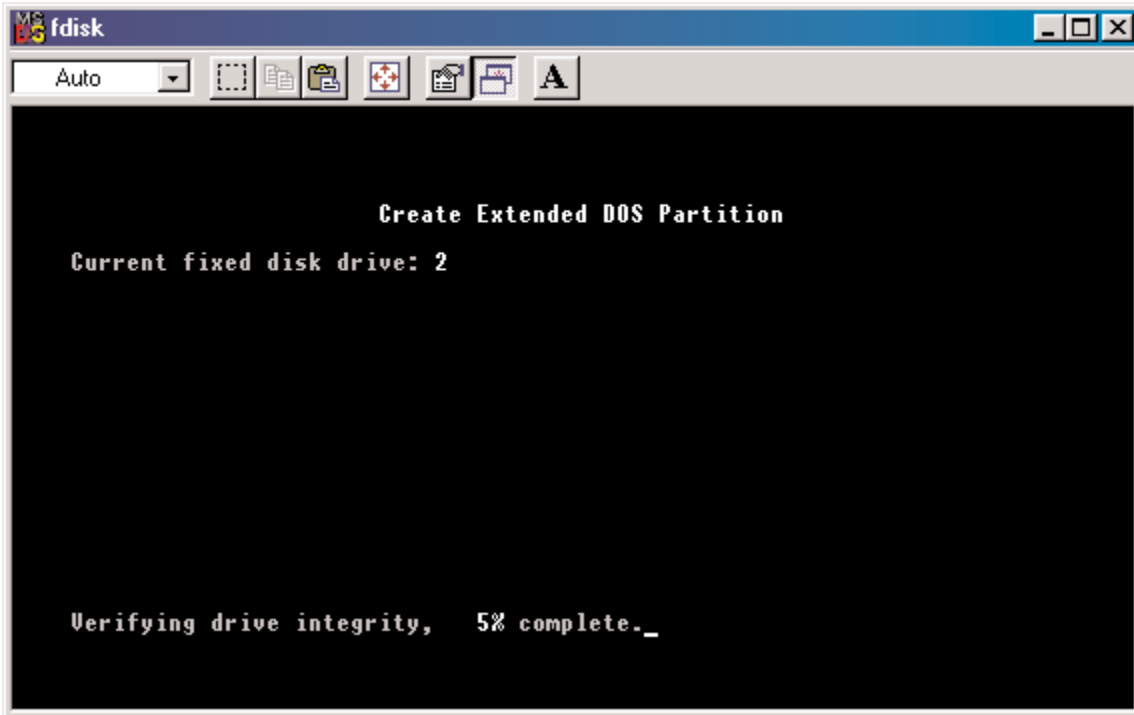 fdisk
Auto
A
Create Extended DOS Partition
Current fixed disk drive: 2
Verifying drive integrity, 5% complete._